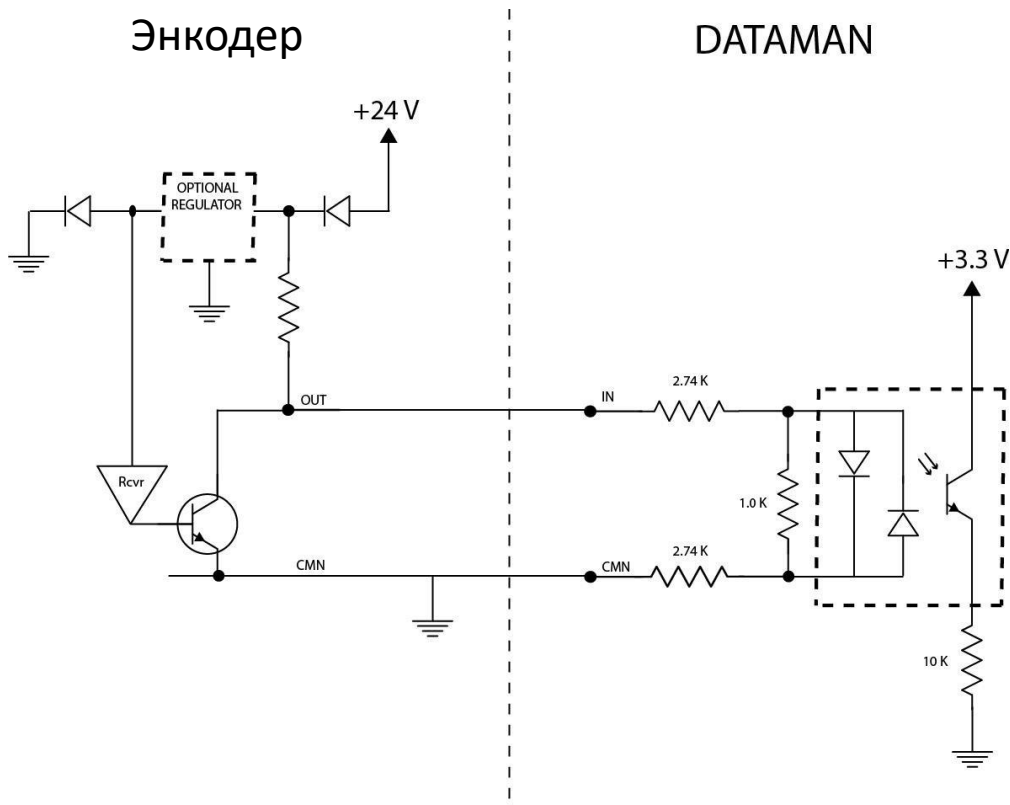 Энкодер
DATAMAN
+24 V
OPTIONAL
REGULATOR
+3.3 V
OUT
IN
2.74 K
Rcvr
1.0 K
CMN
CMN
2.74 K
10 K